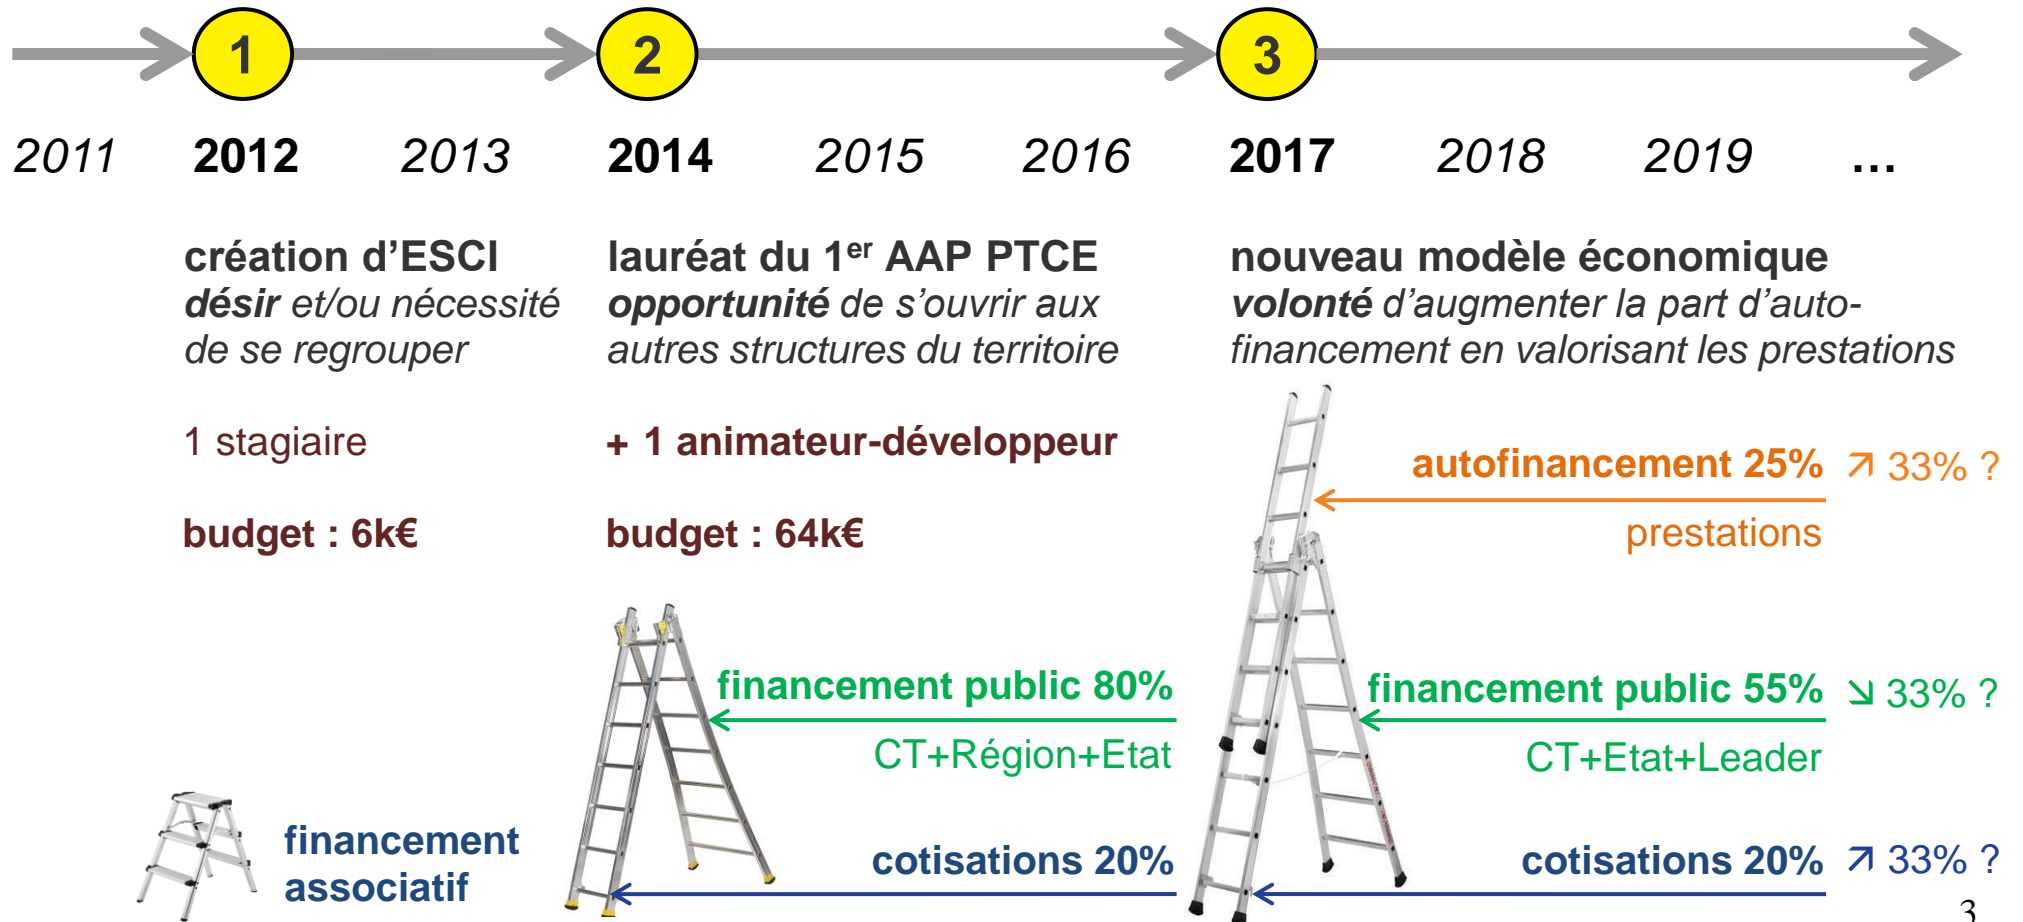 1
2
3
2011
2012
2013
2014
2015
2016
2017
2018
2019
...
création d’ESCI
désir et/ou nécessité
de se regrouper
1 stagiaire
budget : 6k€
financement
associatif
lauréat du 1er AAP PTCE
opportunité de s’ouvrir aux
autres structures du territoire
+ 1 animateur-développeur
budget : 64k€
financement public 80%
CT+Région+Etat
cotisations 20%
nouveau modèle économique
volonté d’augmenter la part d’auto-
financement en valorisant les prestations
autofinancement 25% ↗ 33% ?
prestations
financement public 55% ↘ 33% ?
CT+Etat+Leader
cotisations 20% ↗ 33% ?
3